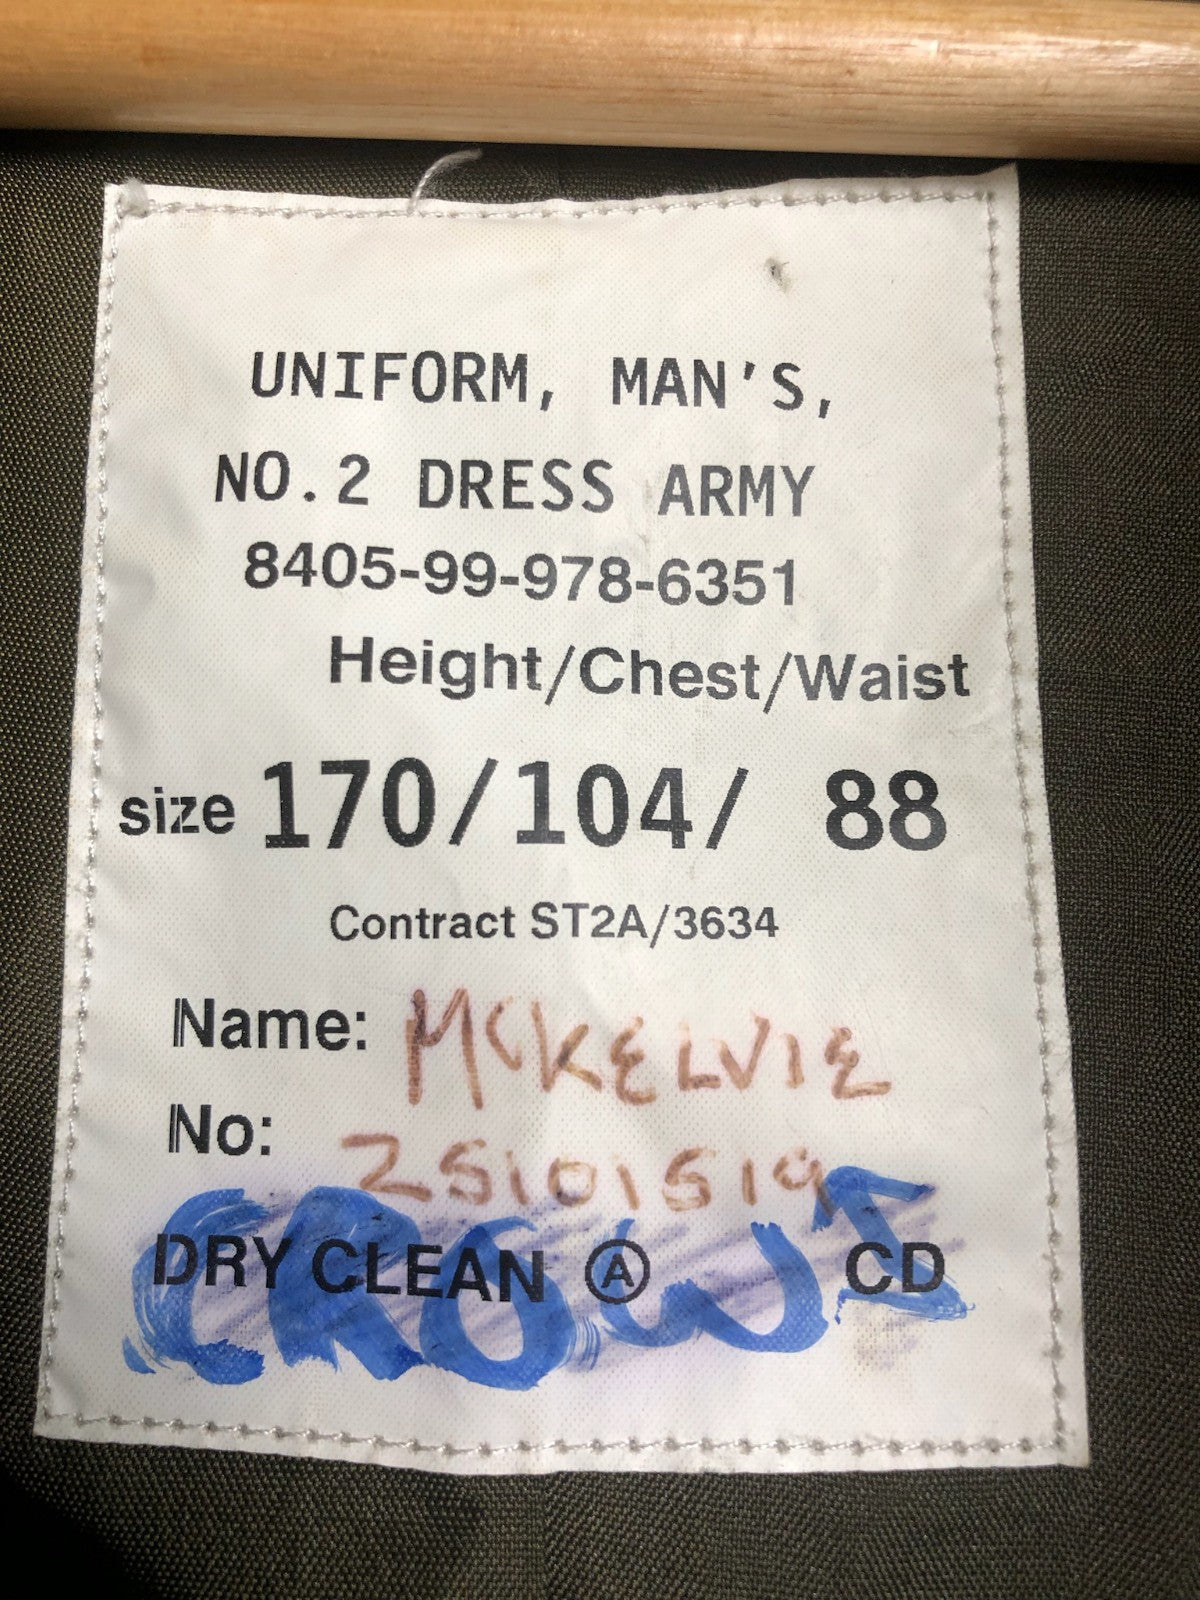 UNIFORM, MAN'S,
NO.2 DRESS ARMY
8405-99-978-6351
Height/Chest/Waist
size 170/104/ 88
Contract ST2A/3634
Name: MCKELVIE
No: 25101519
DRY CLEAN Ⓐ CD
CROW I